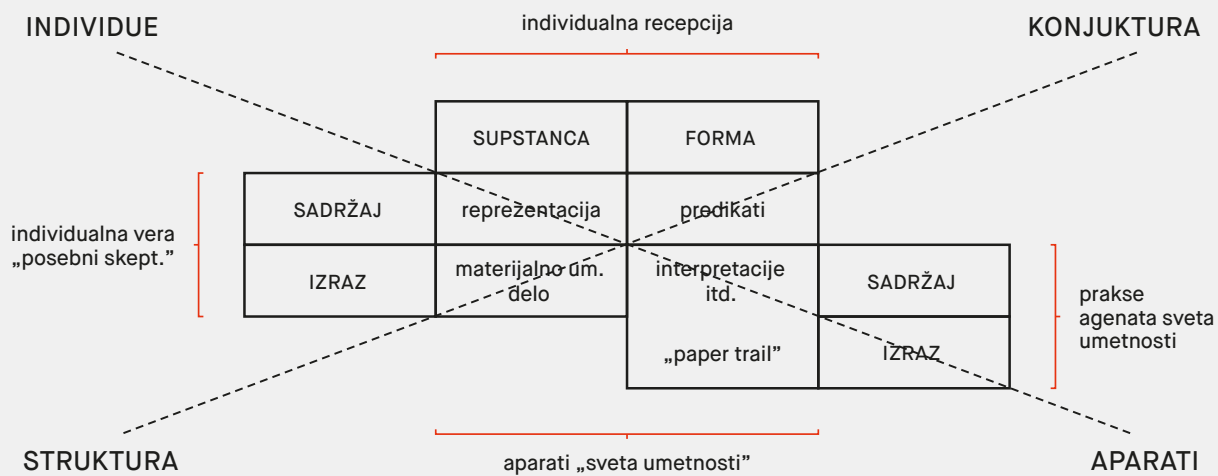 INDIVIDUE
individualna recepcija
KONJUKTURA
SUPSTANCA
FORMA
SADRŽAJ
reprezentacija
predikati
individualna vera
„posebni skept.”
IZRAZ
materijalno um.
delo
interpretacije
itd.
SADRŽAJ
prakse
agenata sveta
umetnosti
„paper trail”
IZRAZ
STRUKTURA
aparati „sveta umetnosti”
APARATI